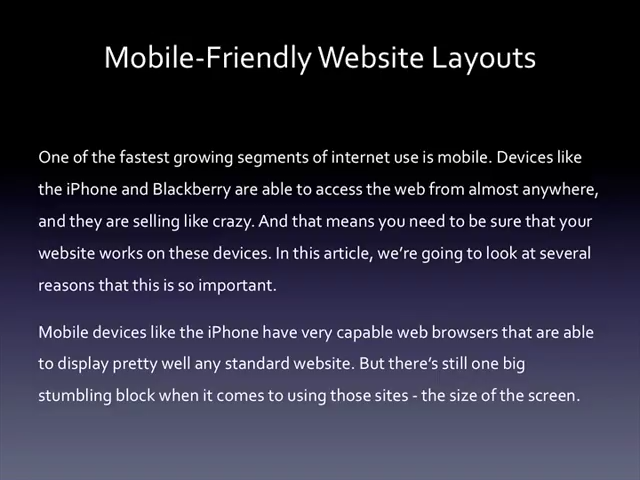 Mobile-Friendly Website Layouts
One of the fastest growing segments of internet use is mobile. Devices like
the iPhone and Blackberry are able to access the web from almost anywhere,
and they are selling like crazy. And that means you need to be sure that your
website works on these devices. In this article, we’re going to look at several
reasons that this is so important.
Mobile devices like the iPhone have very capable web browsers that are able
to display pretty well any standard website. But there’s still one big
stumbling block when it comes to using those sites - the size of the screen.